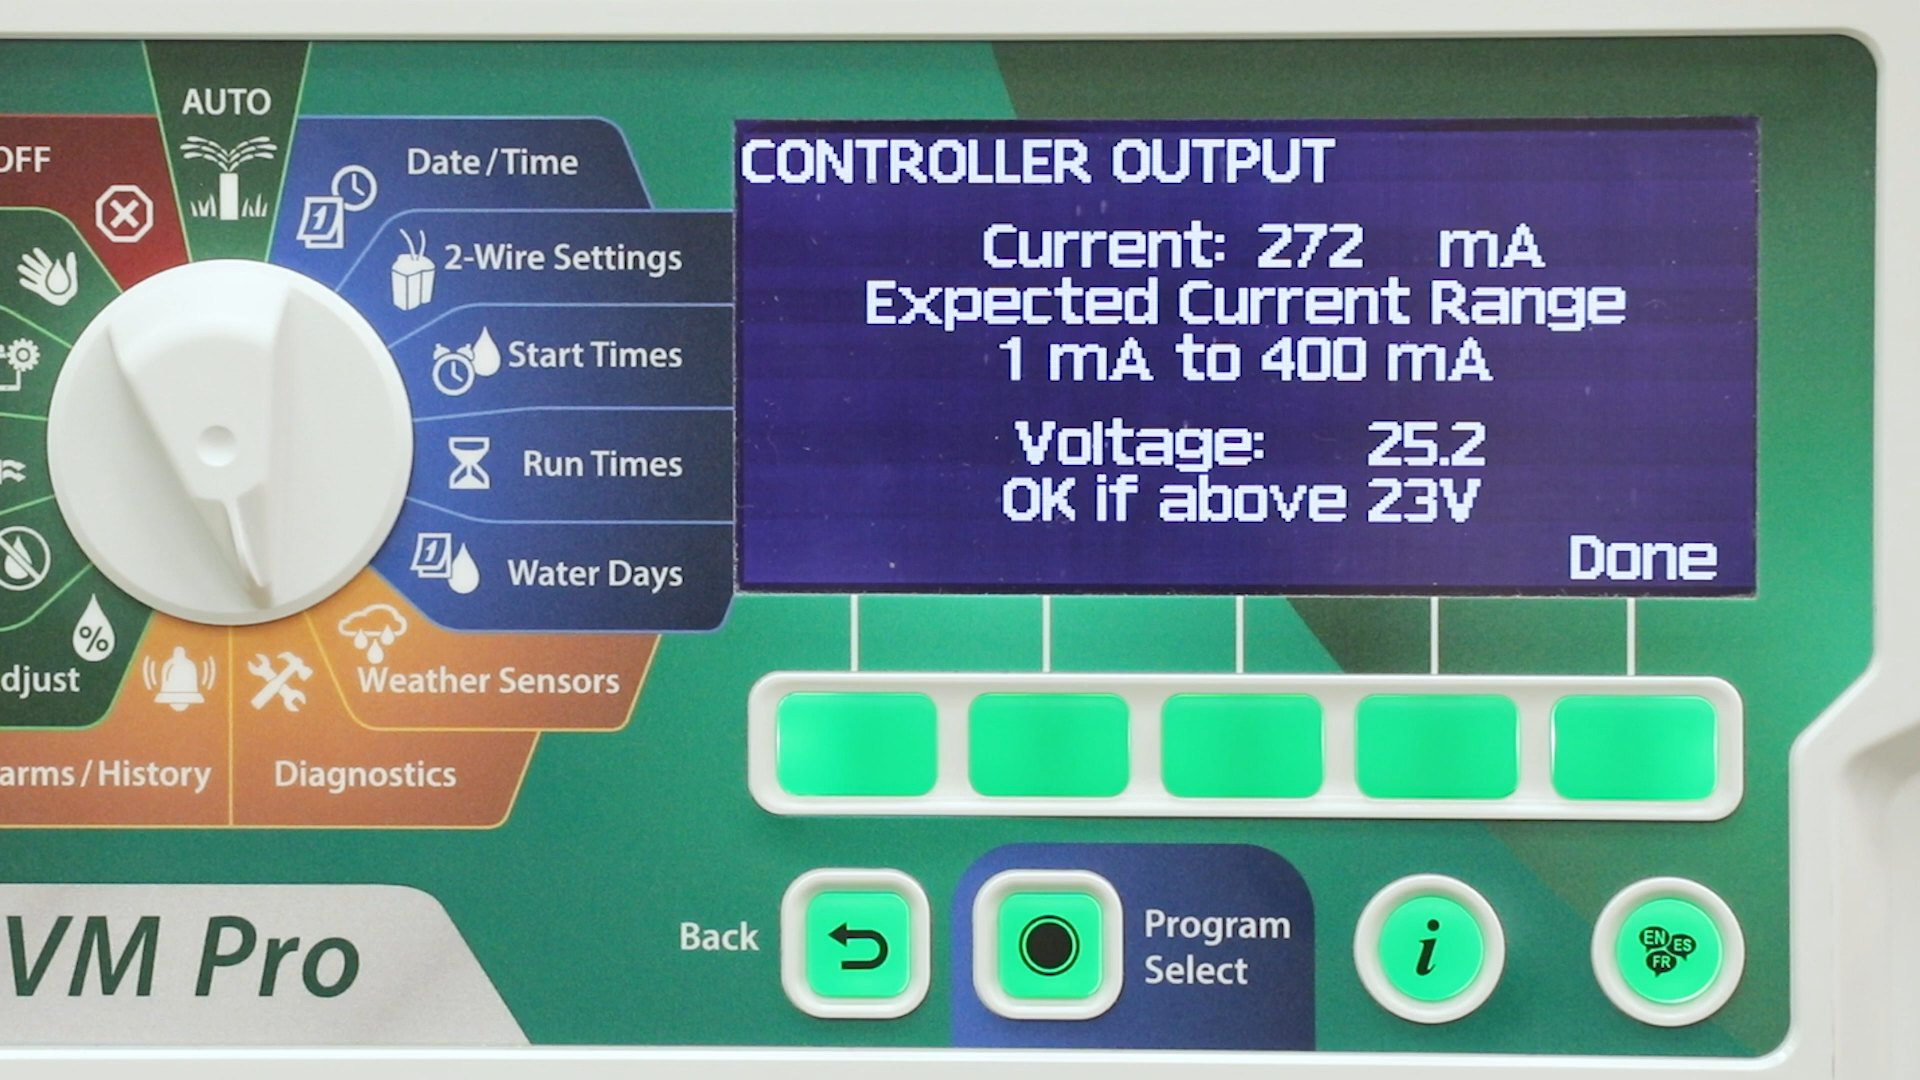 AUTO
OFF
Date/Time
1
2-Wire Settings
Start Times
Run Times
1
Water Days
%
djust
Weather Sensors
arms/History
Diagnostics
CONTROLLER OUTPUT
Current: 272 mA
Expected Current Range
1 mA to 400 mA
Voltage: 25.2
OK if above 23V
Done
VM Pro
Back
Program
Select
i
EN
ES
FR